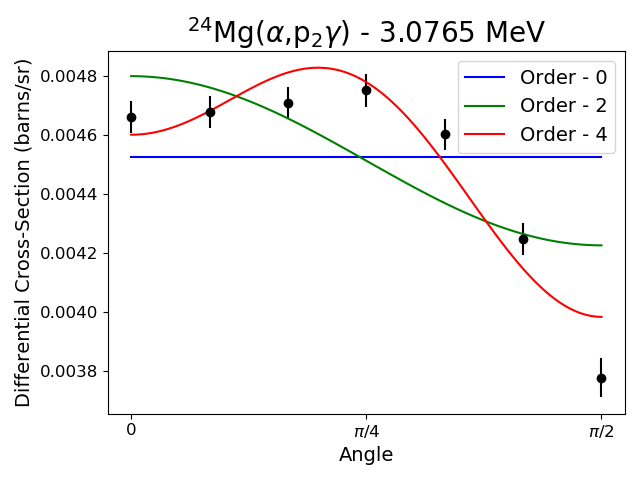 ²⁴Mg(α,p₂γ) - 3.0765 MeV
Order - 0
Order - 2
Order - 4
Differential Cross-Section (barns/sr)
0.0048
0.0046
0.0044
0.0042
0.0040
0.0038
0 π/4 π/2
Angle